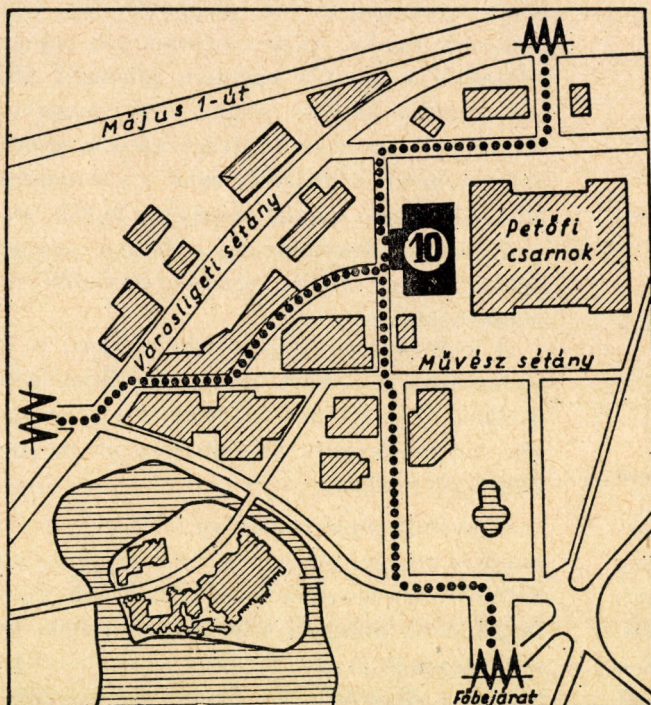 Május 1-út
Városligeti sétány
10
Petőfi
csarnok
Művész sétány
Főbejárat